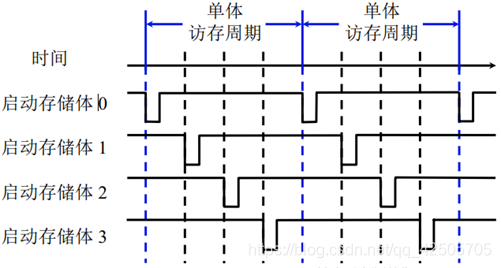 单体
访存周期
单体
访存周期
时间
启动存储体 0
启动存储体 1
启动存储体 2
启动存储体 3
https://blog.csdn.net/qq_42506705